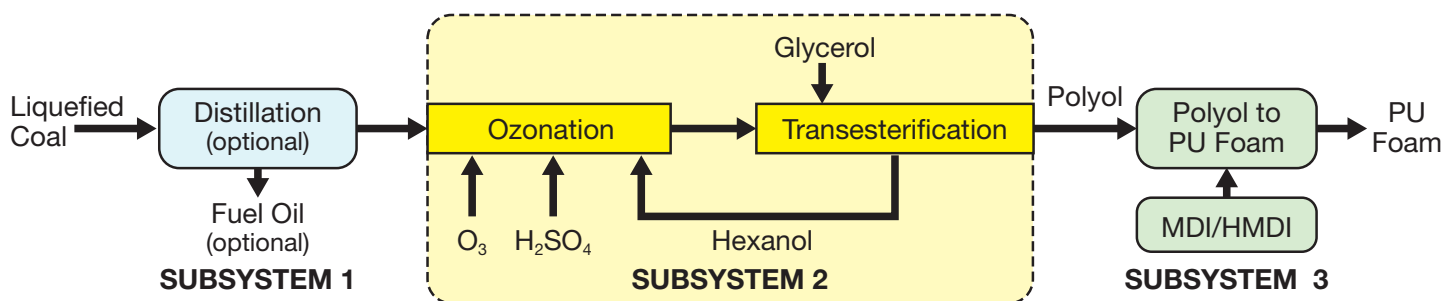 Liquefied
Coal
Distillation
(optional)
Fuel Oil
(optional)
SUBSYSTEM 1
Ozonation
O₃
H₂SO₄
Glycerol
Transesterification
Hexanol
SUBSYSTEM 2
Polyol
Polyol to
PU Foam
MDI/HMDI
PU
Foam
SUBSYSTEM 3